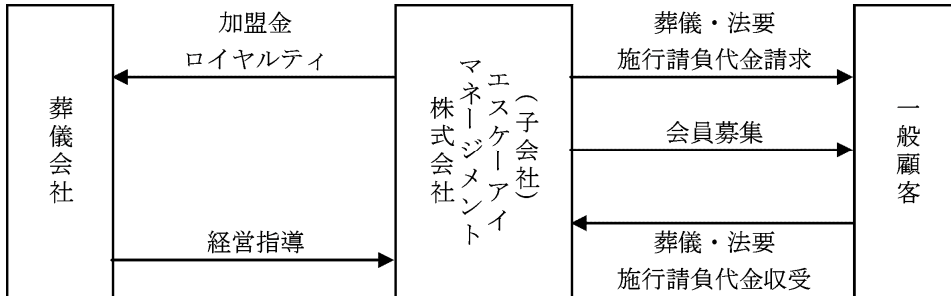 葬儀会社
加盟金
ロイヤルティ
経営指導
(子会社)
エスケーアイ
マネージメント
株式会社
葬儀・法要
施行請負代金請求
会員募集
葬儀・法要
施行請負代金収受
一般顧客